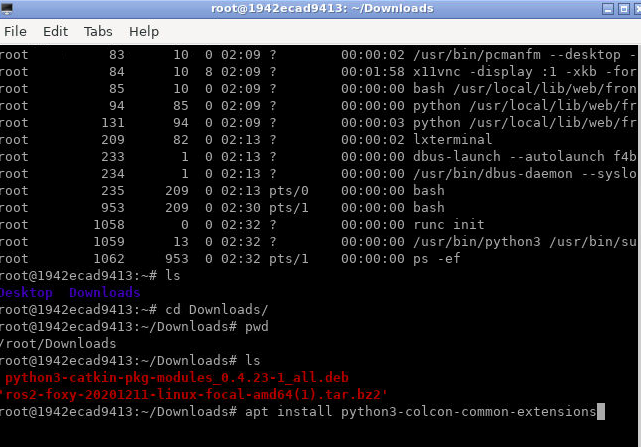 root@1942ecad9413: ~/Downloads
File Edit Tabs Help
root 83 10 0 02:09 ? 00:00:02 /usr/bin/pcmanfm --desktop -
root 84 10 8 02:09 ? 00:01:58 x11vnc -display :1 -xkb -for
root 85 10 0 02:09 ? 00:00:00 bash /usr/local/lib/web/fron
root 94 85 0 02:09 ? 00:00:00 python /usr/local/lib/web/fr
root 131 94 0 02:09 ? 00:00:03 python /usr/local/lib/web/fr
root 209 82 0 02:13 ? 00:00:02 lxterminal
root 233 1 0 02:13 ? 00:00:00 dbus-launch --autolaunch f4b
root 234 1 0 02:13 ? 00:00:00 /usr/bin/dbus-daemon --syslo
root 235 209 0 02:13 pts/0 00:00:00 bash
root 953 209 0 02:30 pts/1 00:00:00 bash
root 1058 0 0 02:32 ? 00:00:00 runc init
root 1059 13 0 02:32 ? 00:00:00 /usr/bin/python3 /usr/bin/su
root 1062 953 0 02:32 pts/1 00:00:00 ps -ef
root@1942ecad9413:~# ls
Desktop Downloads
root@1942ecad9413:~# cd Downloads/
root@1942ecad9413:~/Downloads# pwd
/root/Downloads
root@1942ecad9413:~/Downloads# ls
python3-catkin-pkg-modules_0.4.23-1_all.deb
'ros2-foxy-20201211-linux-focal-amd64(1).tar.bz2'
root@1942ecad9413:~/Downloads# apt install python3-colcon-common-extensions